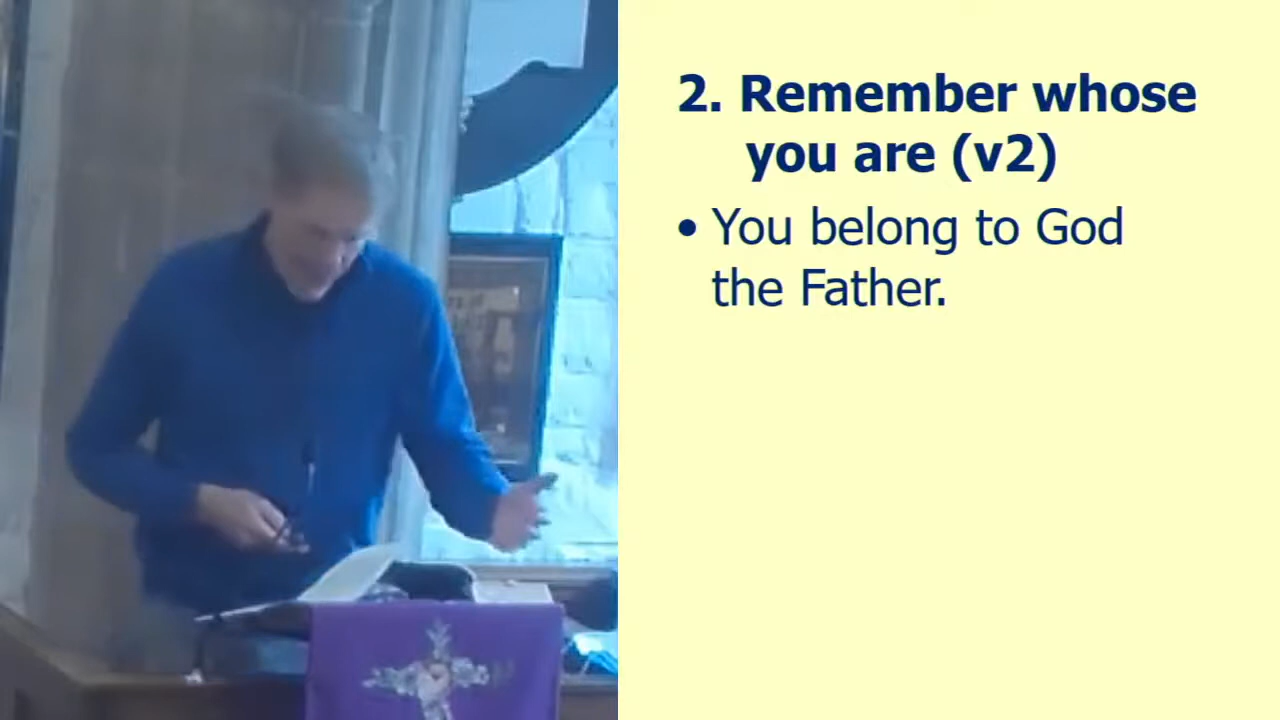 2. Remember whose
you are (v2)
• You belong to God
the Father.